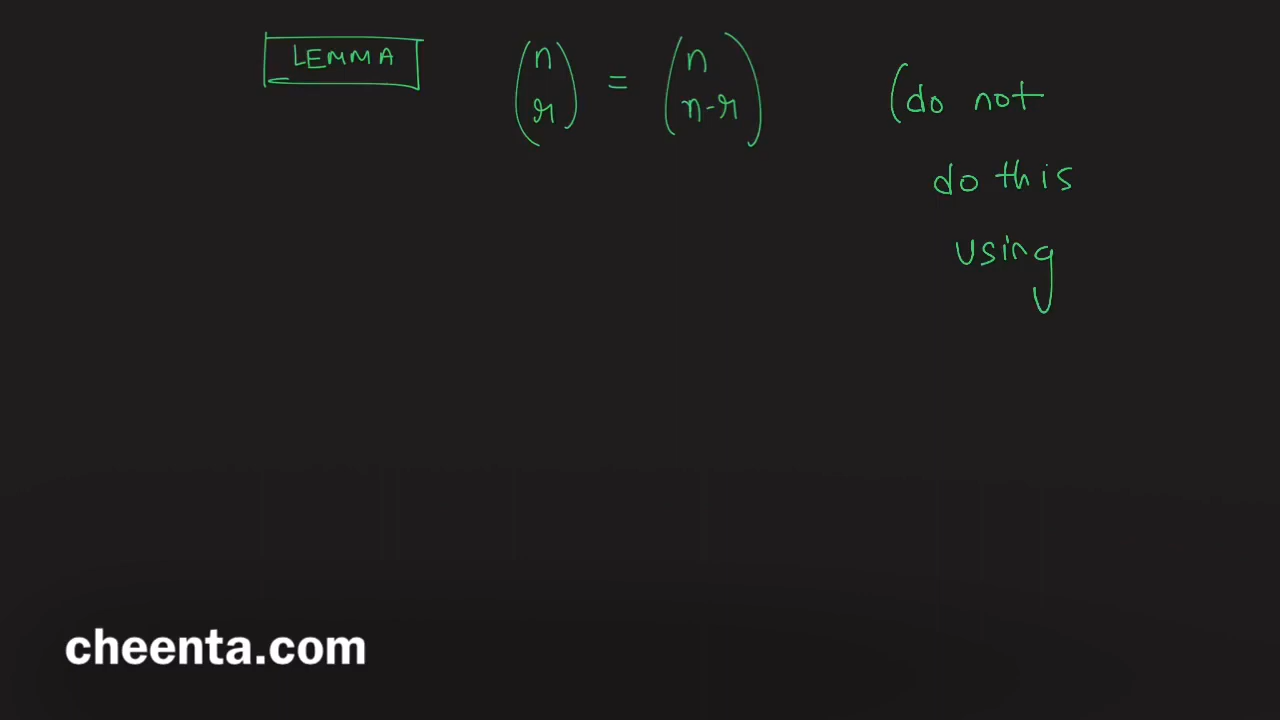 LEMMA (n r) = (n n-r) (do not
do this
using
cheenta.com